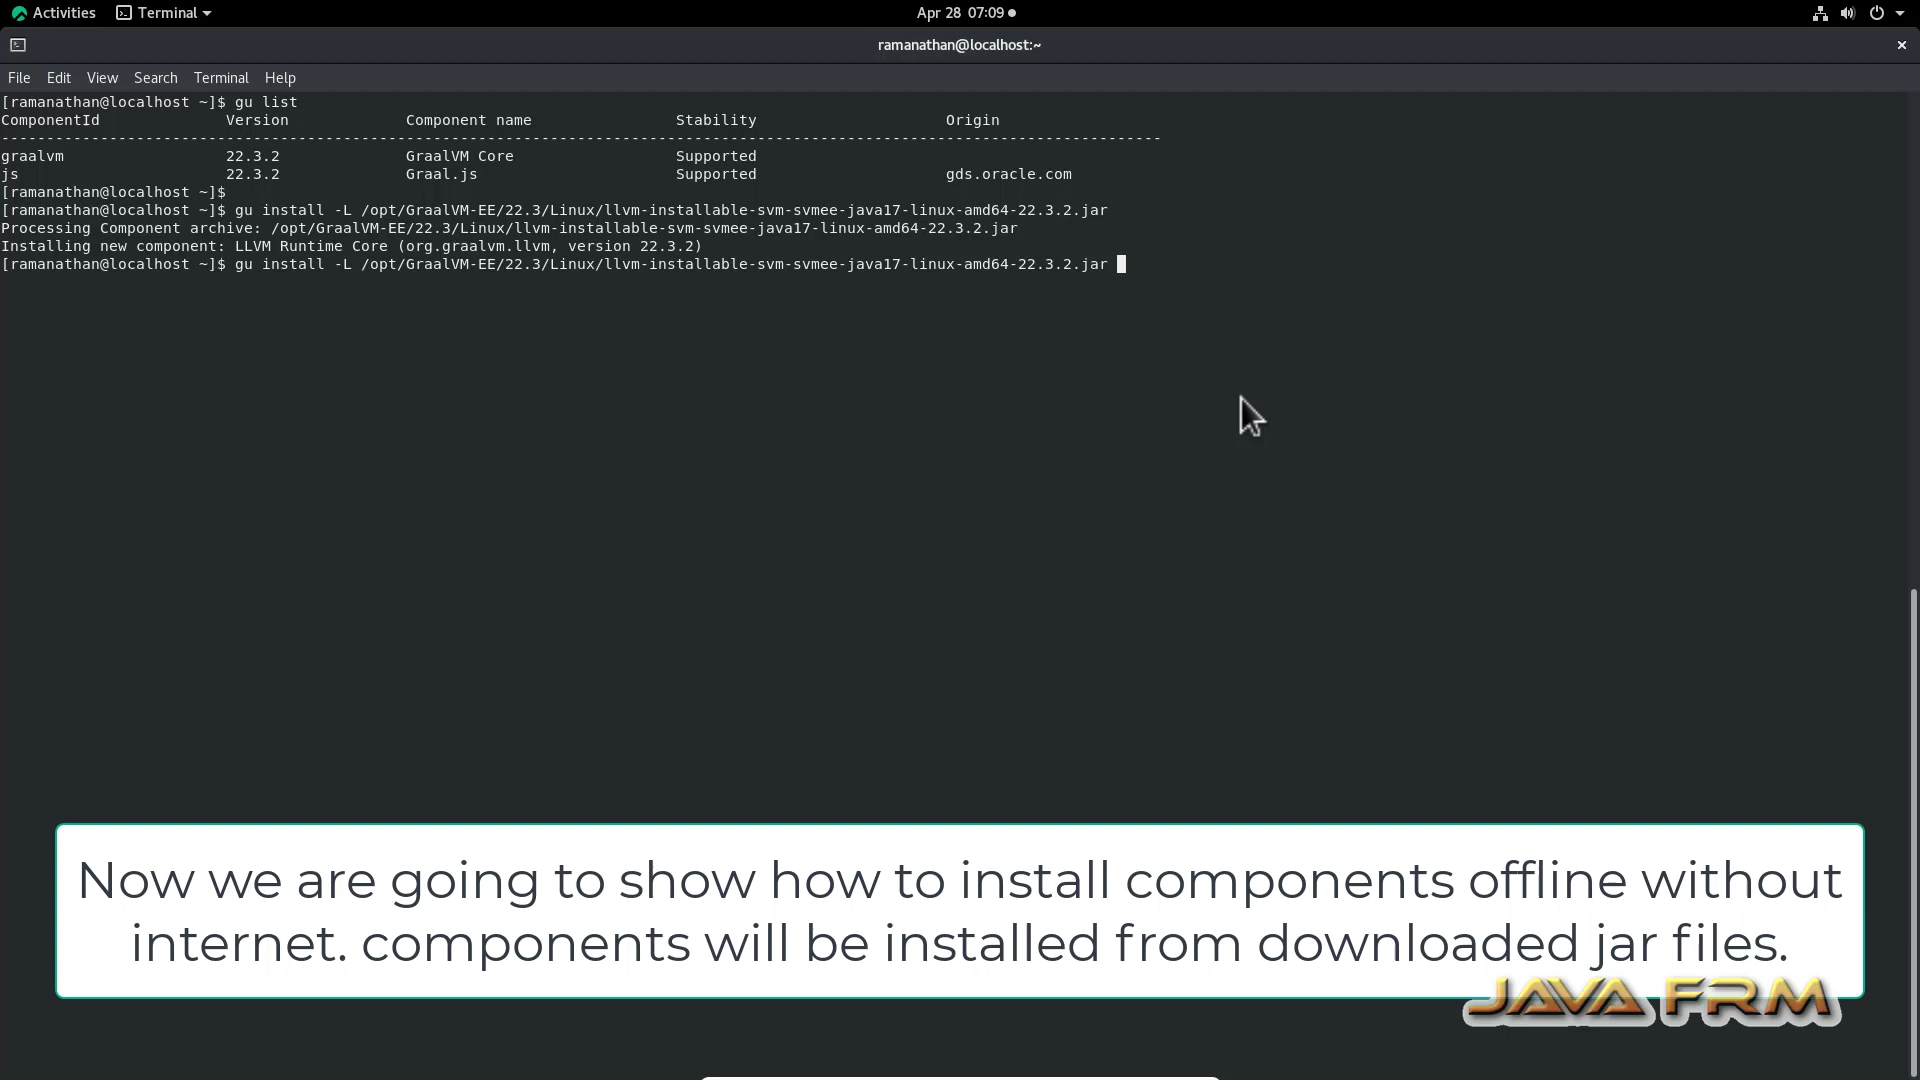 Activities Terminal Apr 28 07:09
ramanathan@localhost:~
File Edit View Search Terminal Help
[ramanathan@localhost ~]$ gu list
ComponentId Version Component name Stability Origin
---------------------------------------------------------------------------------------------------------------------------------
graalvm 22.3.2 GraalVM Core Supported
js 22.3.2 Graal.js Supported gds.oracle.com
[ramanathan@localhost ~]$
[ramanathan@localhost ~]$ gu install -L /opt/GraalVM-EE/22.3/Linux/llvm-installable-svm-svmee-java17-linux-amd64-22.3.2.jar
Processing Component archive: /opt/GraalVM-EE/22.3/Linux/llvm-installable-svm-svmee-java17-linux-amd64-22.3.2.jar
Installing new component: LLVM Runtime Core (org.graalvm.llvm, version 22.3.2)
[ramanathan@localhost ~]$ gu install -L /opt/GraalVM-EE/22.3/Linux/llvm-installable-svm-svmee-java17-linux-amd64-22.3.2.jar
Now we are going to show how to install components offline without
internet. components will be installed from downloaded jar files.
JAVA FRM